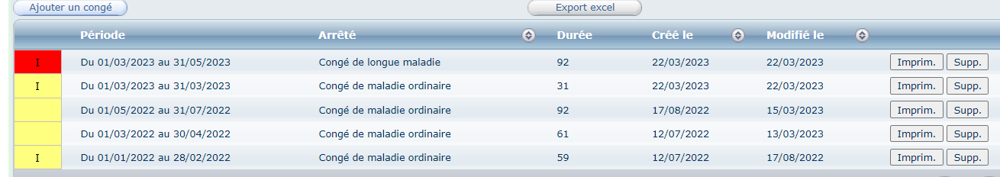 Ajouter un congé Export excel
Période Arrêté Durée Créé le Modifié le
I Du 01/03/2023 au 31/05/2023 Congé de longue maladie 92 22/03/2023 22/03/2023 Imprim. Supp.
I Du 01/03/2023 au 31/03/2023 Congé de maladie ordinaire 31 22/03/2023 22/03/2023 Imprim. Supp.
Du 01/05/2022 au 31/07/2022 Congé de maladie ordinaire 92 17/08/2022 15/03/2023 Imprim. Supp.
Du 01/03/2022 au 30/04/2022 Congé de maladie ordinaire 61 12/07/2022 13/03/2023 Imprim. Supp.
I Du 01/01/2022 au 28/02/2022 Congé de maladie ordinaire 59 12/07/2022 17/08/2022 Imprim. Supp.